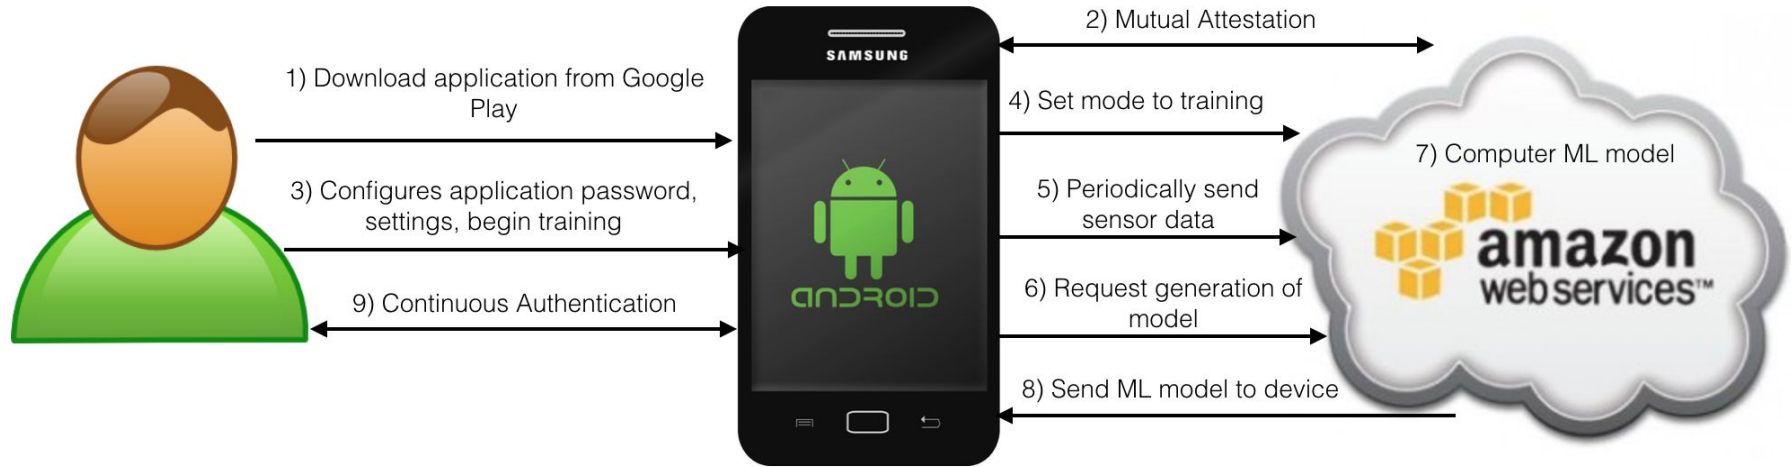 1) Download application from Google
Play
3) Configures application password,
settings, begin training
9) Continuous Authentication
SAMSUNG
ANDROID
2) Mutual Attestation
4) Set mode to training
5) Periodically send
sensor data
6) Request generation of
model
8) Send ML model to device
7) Computer ML model
amazon
webservices™